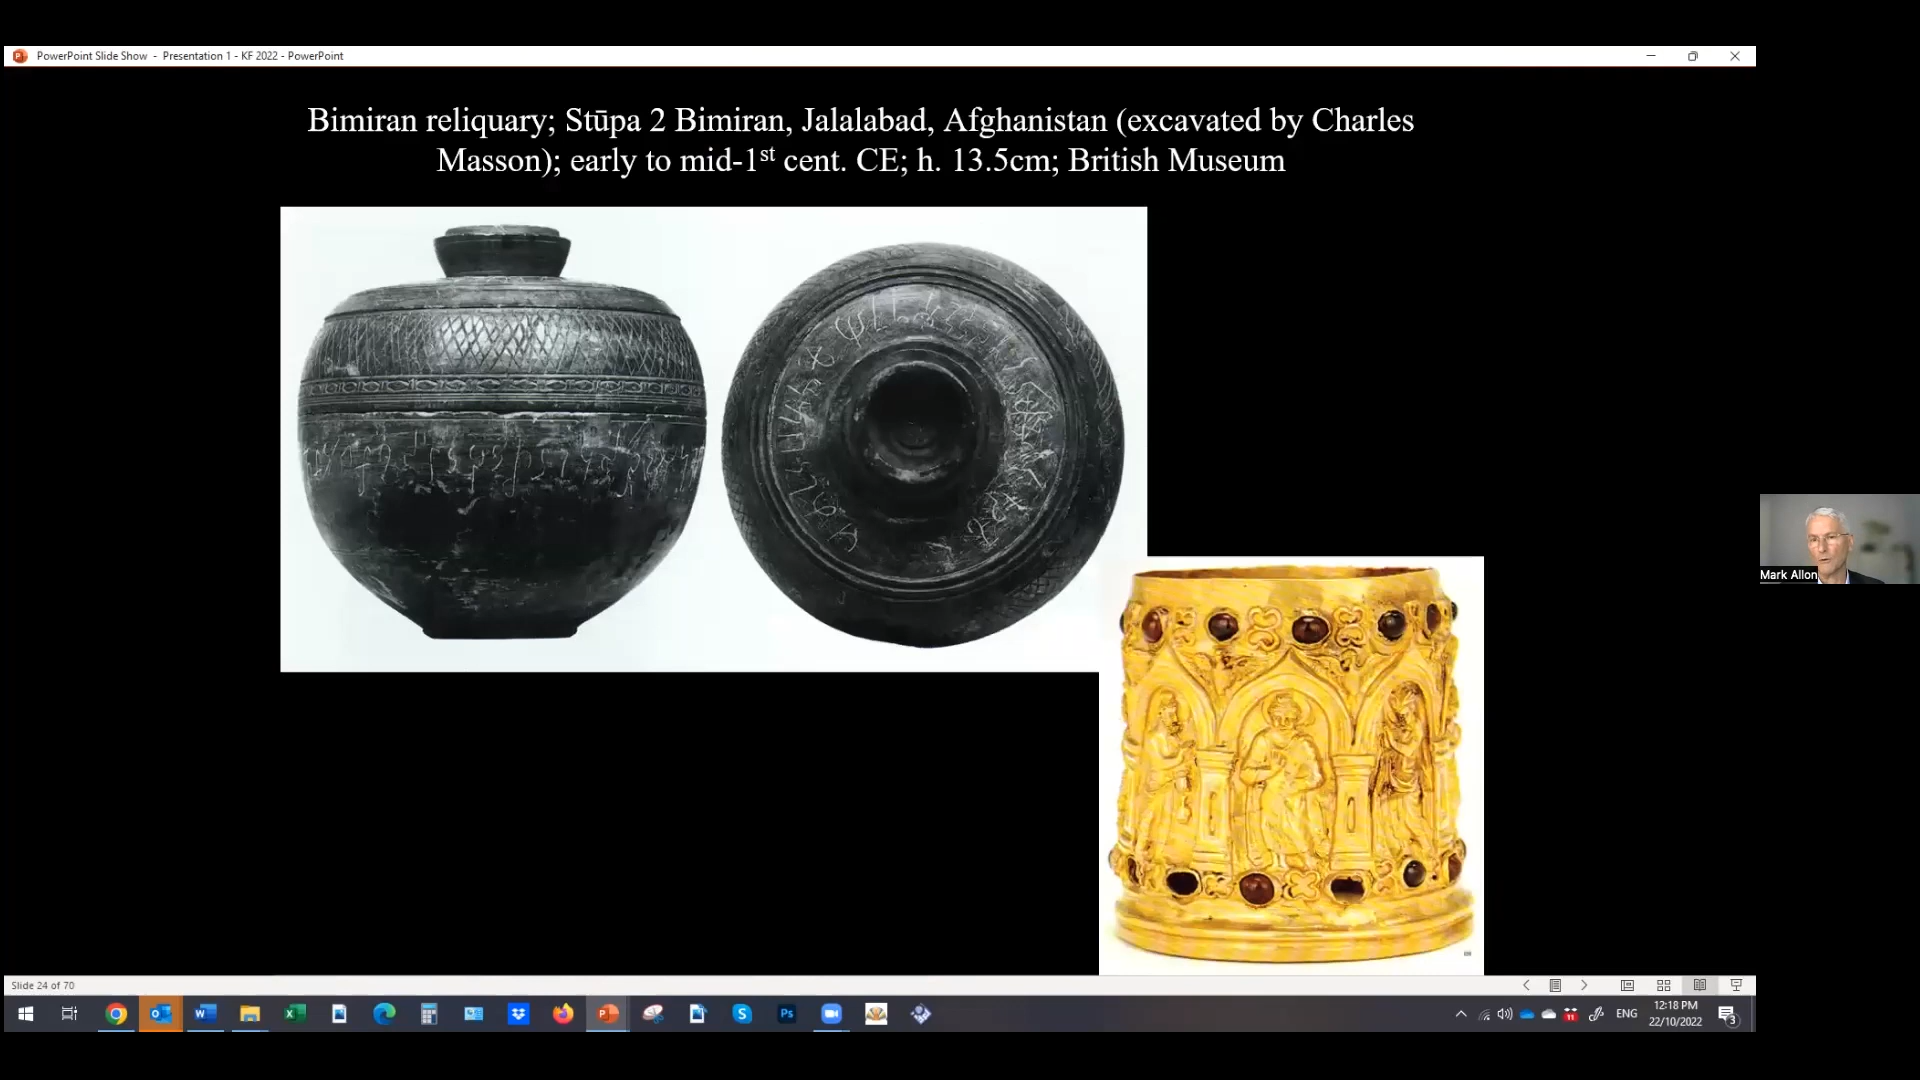 PowerPoint Slide Show - Presentation 1 - KF 2022 - PowerPoint
Bimiran reliquary; Stūpa 2 Bimiran, Jalalabad, Afghanistan (excavated by Charles
Masson); early to mid-1st cent. CE; h. 13.5cm; British Museum
Mark Allon
Slide 24 of 70
ENG
12:18 PM
22/10/2022
11
3